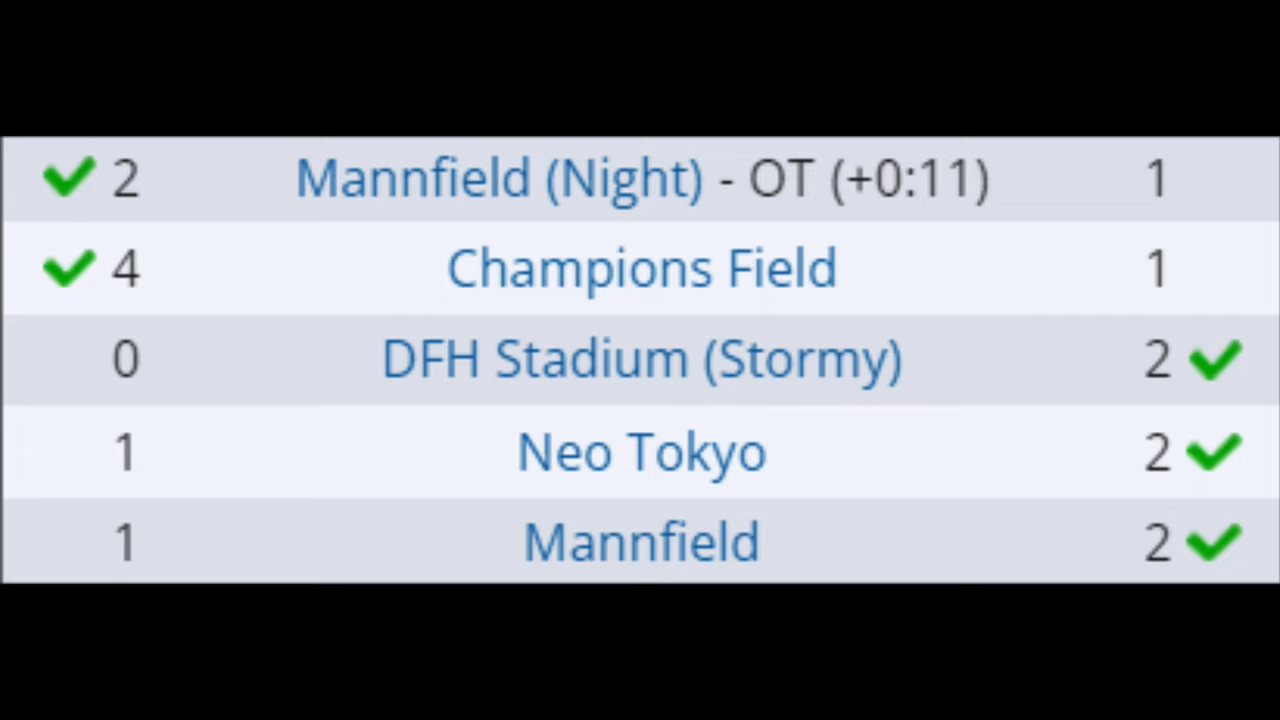 2 Mannfield (Night) - OT (+0:11) 1
4 Champions Field 1
0 DFH Stadium (Stormy) 2
1 Neo Tokyo 2
1 Mannfield 2